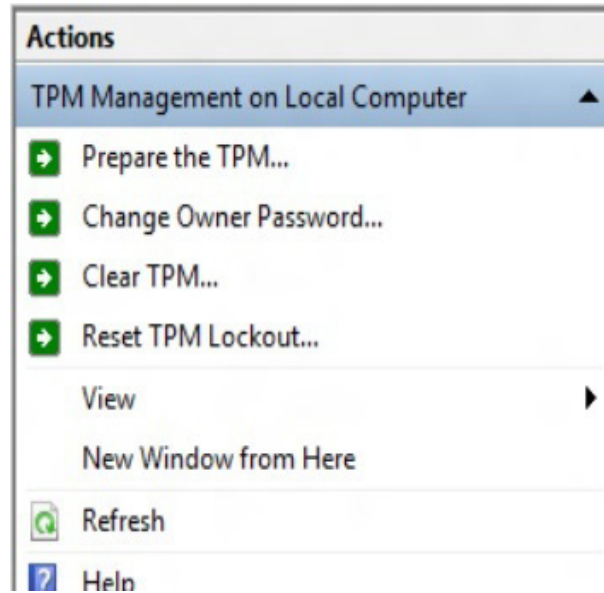 Actions
TPM Management on Local Computer
Prepare the TPM...
Change Owner Password...
Clear TPM...
Reset TPM Lockout...
View
New Window from Here
Refresh
Help